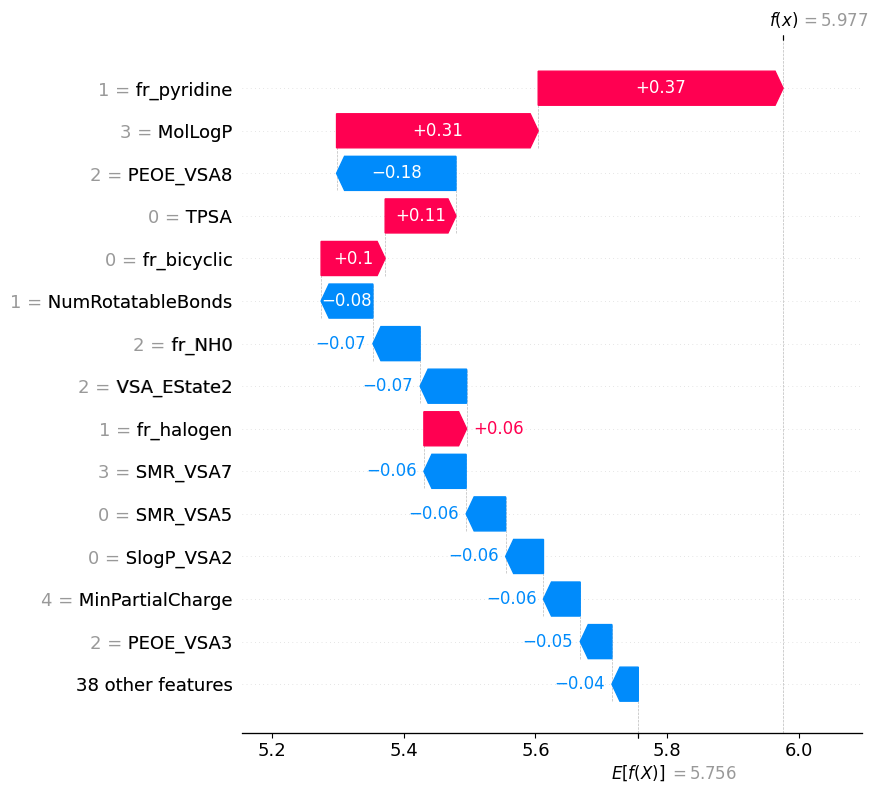 f(x) = 5.977
1 = fr_pyridine +0.37
3 = MolLogP +0.31
2 = PEOE_VSA8 −0.18
0 = TPSA +0.11
0 = fr_bicyclic +0.1
1 = NumRotatableBonds −0.08
2 = fr_NH0 −0.07
2 = VSA_EState2 −0.07
1 = fr_halogen +0.06
3 = SMR_VSA7 −0.06
0 = SMR_VSA5 −0.06
0 = SlogP_VSA2 −0.06
4 = MinPartialCharge −0.06
2 = PEOE_VSA3 −0.05
38 other features −0.04
5.2 5.4 5.6 5.8 6.0
E[f(X)] = 5.756